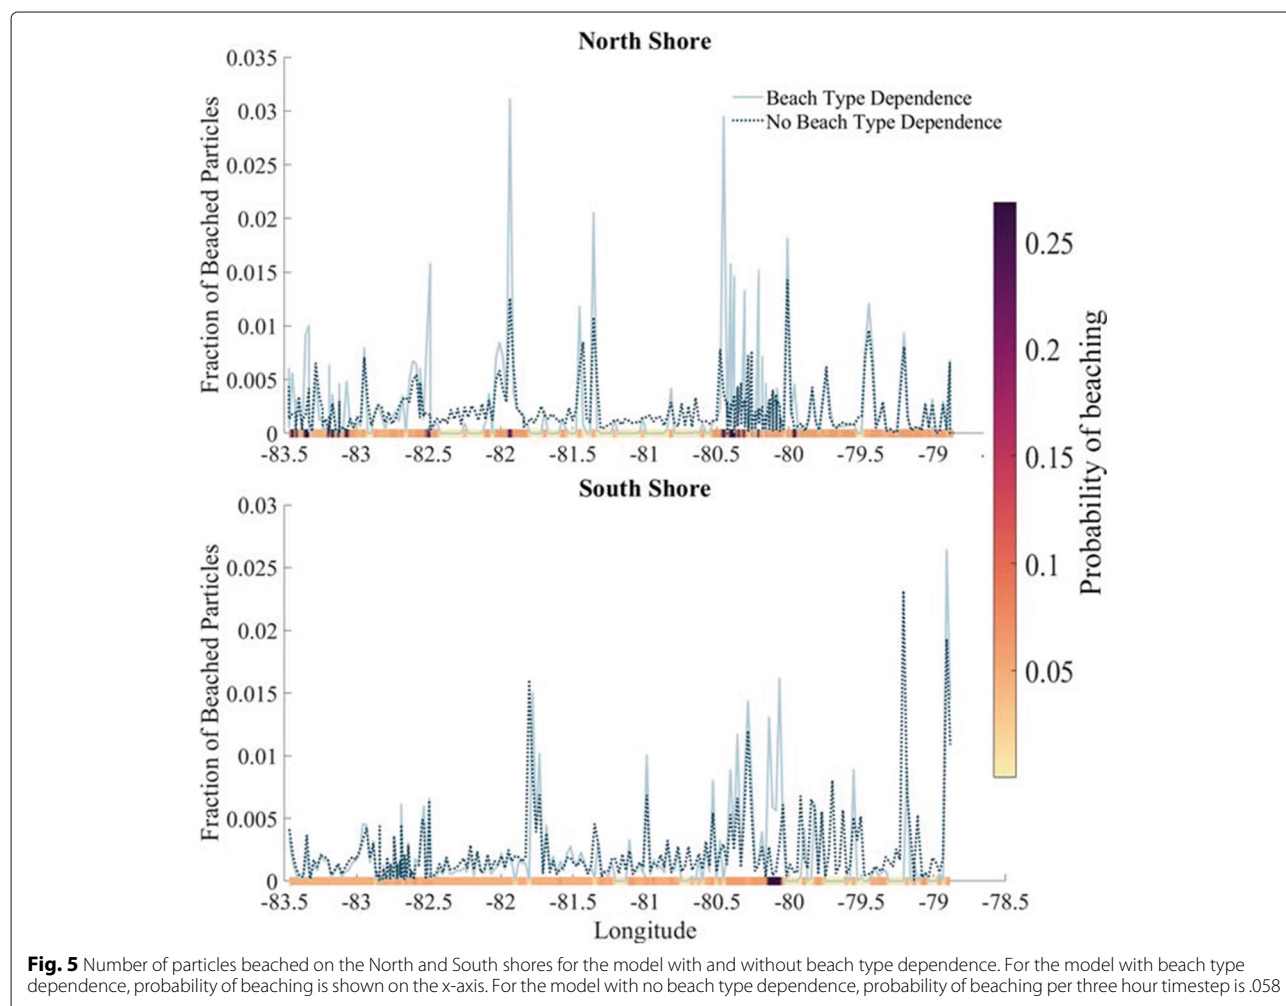 North Shore
0.035
0.03
0.025
0.02
0.015
0.01
0.005
0
Fraction of Beached Particles
Beach Type Dependence
No Beach Type Dependence
-83.5 -83 -82.5 -82 -81.5 -81 -80.5 -80 -79.5 -79
South Shore
0.03
0.025
0.02
0.015
0.01
0.005
0
Fraction of Beached Particles
-83.5 -83 -82.5 -82 -81.5 -81 -80.5 -80 -79.5 -79 -78.5
Longitude
0.25
0.2
0.15
0.1
0.05
Probability of beaching
Fig. 5 Number of particles beached on the North and South shores for the model with and without beach type dependence. For the model with beach type
dependence, probability of beaching is shown on the x-axis. For the model with no beach type dependence, probability of beaching per three hour timestep is .058